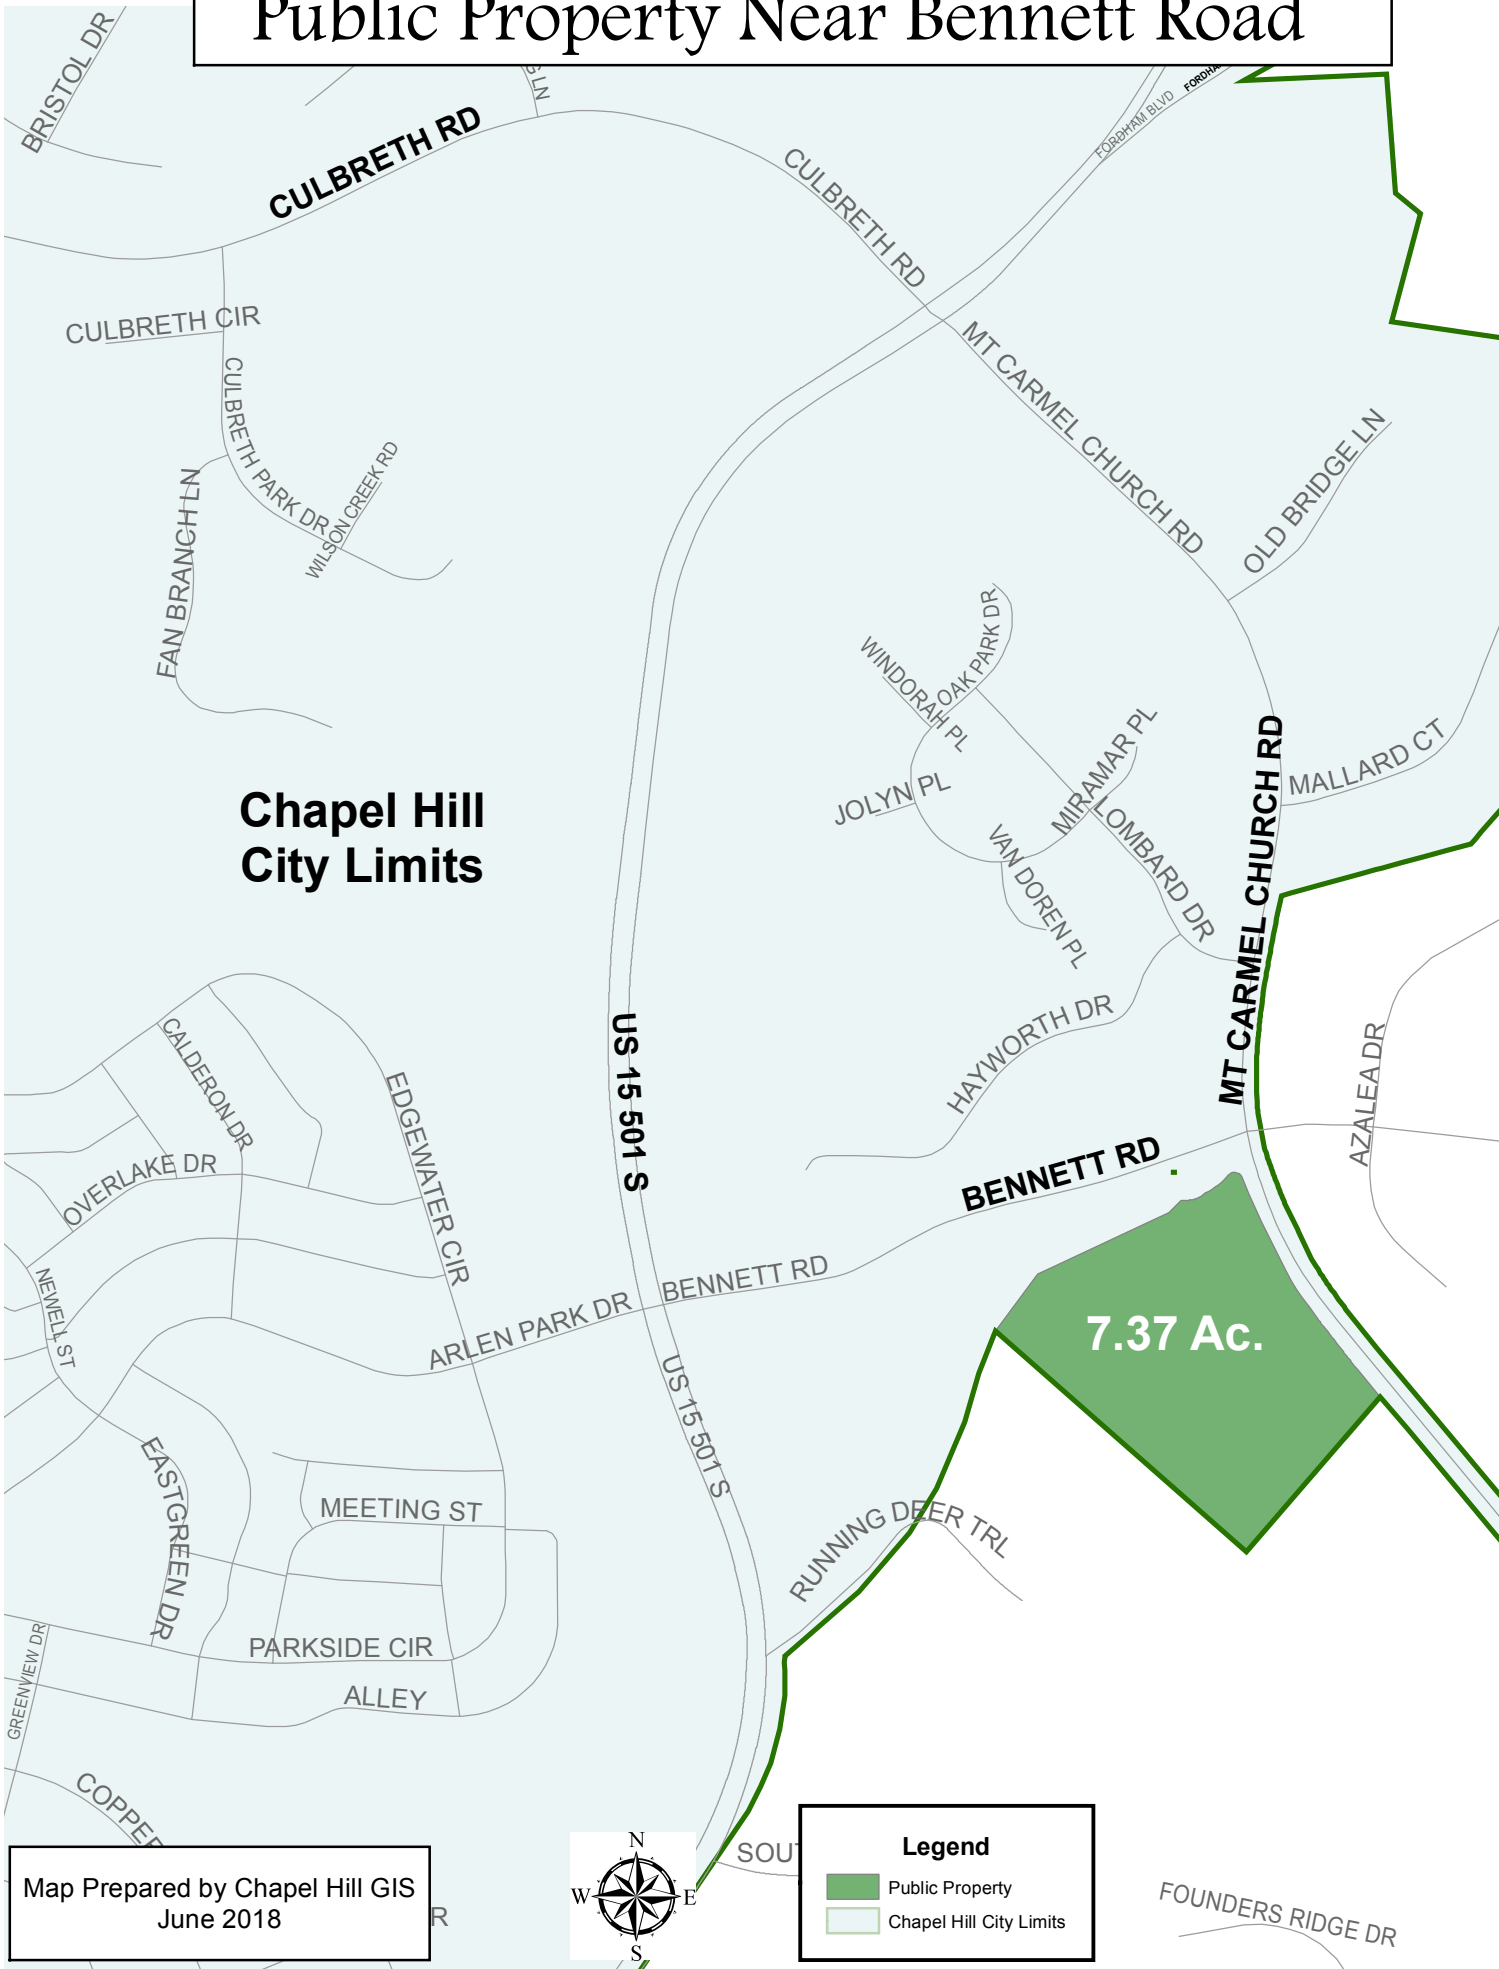 Public Property Near Bennett Road
BRISTOL DR
LN
CULBRETH RD
FORDHAM BLVD
CULBRETH RD
CULBRETH CIR
MT CARMEL CHURCH RD
CULBRETH PARK DR
WILSON CREEK RD
OLD BRIDGE LN
FAN BRANCH LN
OAK PARK DR
WINDORAH PL
MIRAMAR PL
MALLARD CT
JOLYN PL
LOMBARD DR
VAN DOREN PL
MT CARMEL CHURCH RD
Chapel Hill
City Limits
HAYWORTH DR
US 15 501 S
CALDERON DR
EDGEWATER CIR
AZALEA DR
OVERLAKE DR
BENNETT RD
NEWELL ST
BENNETT RD
ARLEN PARK DR
7.37 Ac.
US 15 501 S
EASTGREEN DR
MEETING ST
RUNNING DEER TRL
GREENVIEW DR
PARKSIDE CIR
ALLEY
COPPE
SOU
R
Map Prepared by Chapel Hill GIS
June 2018
N
W
E
S
Legend
Public Property
Chapel Hill City Limits
FOUNDERS RIDGE DR